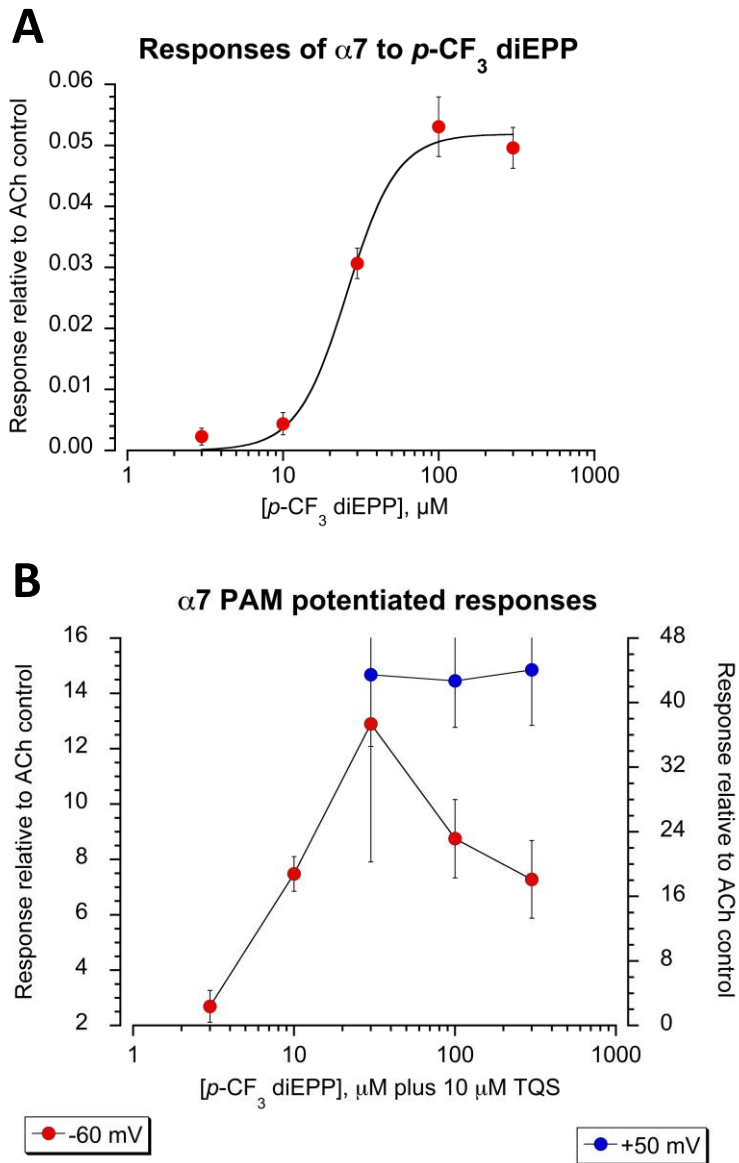 A
Responses of α7 to p-CF₃ diEPP
Response relative to ACh control
0.06
0.05
0.04
0.03
0.02
0.01
0.00
1 10 100 1000
[p-CF₃ diEPP], µM
B
α7 PAM potentiated responses
Response relative to ACh control
16
14
12
10
8
6
4
2
48
40
32
24
16
8
0
Response relative to ACh control
1 10 100 1000
[p-CF₃ diEPP], µM plus 10 µM TQS
-60 mV
+50 mV